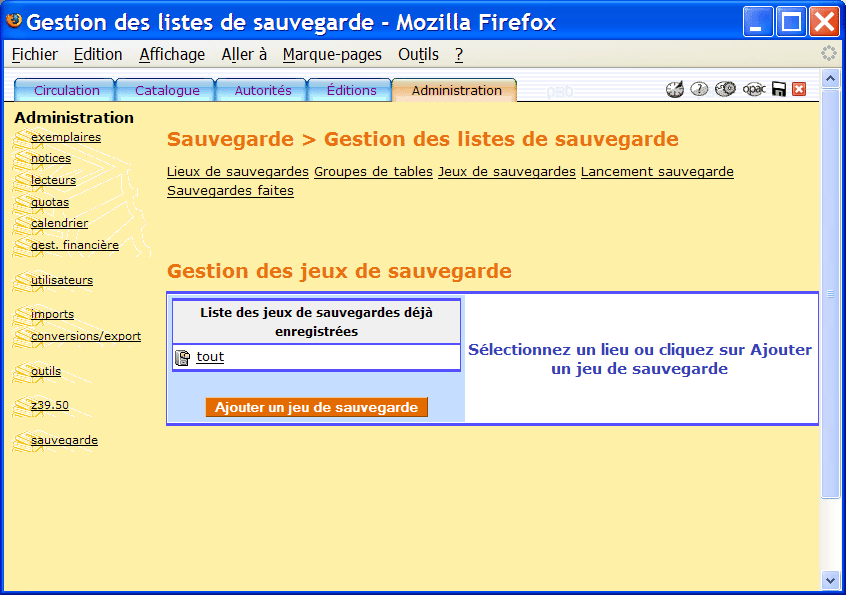 Gestion des listes de sauvegarde - Mozilla Firefox
Fichier Edition Affichage Aller à Marque-pages Outils ?
Circulation Catalogue Autorités Éditions Administration
opac
Administration
exemplaires
notices
lecteurs
quotas
calendrier
gest. financière
utilisateurs
imports
conversions/export
outils
z39.50
sauvegarde
Sauvegarde > Gestion des listes de sauvegarde
Lieux de sauvegardes Groupes de tables Jeux de sauvegardes Lancement sauvegarde
Sauvegardes faites
Gestion des jeux de sauvegarde
Liste des jeux de sauvegardes déjà
enregistrées
tout
Ajouter un jeu de sauvegarde
Sélectionnez un lieu ou cliquez sur Ajouter
un jeu de sauvegarde